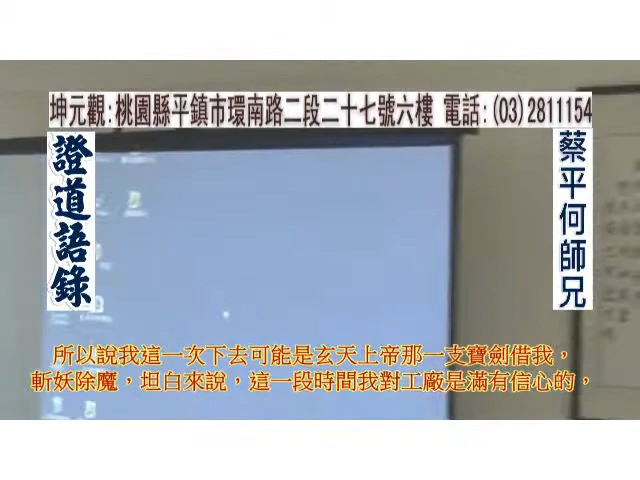 坤元觀:桃園縣平鎮市環南路二段二十七號六樓 電話:(03)2811154
證道語錄
蔡平何師兄
所以說我這一次下去可能是玄天上帝那一支寶劍借我，
斬妖除魔，坦白來說，這一段時間我對工廠是滿有信心的，